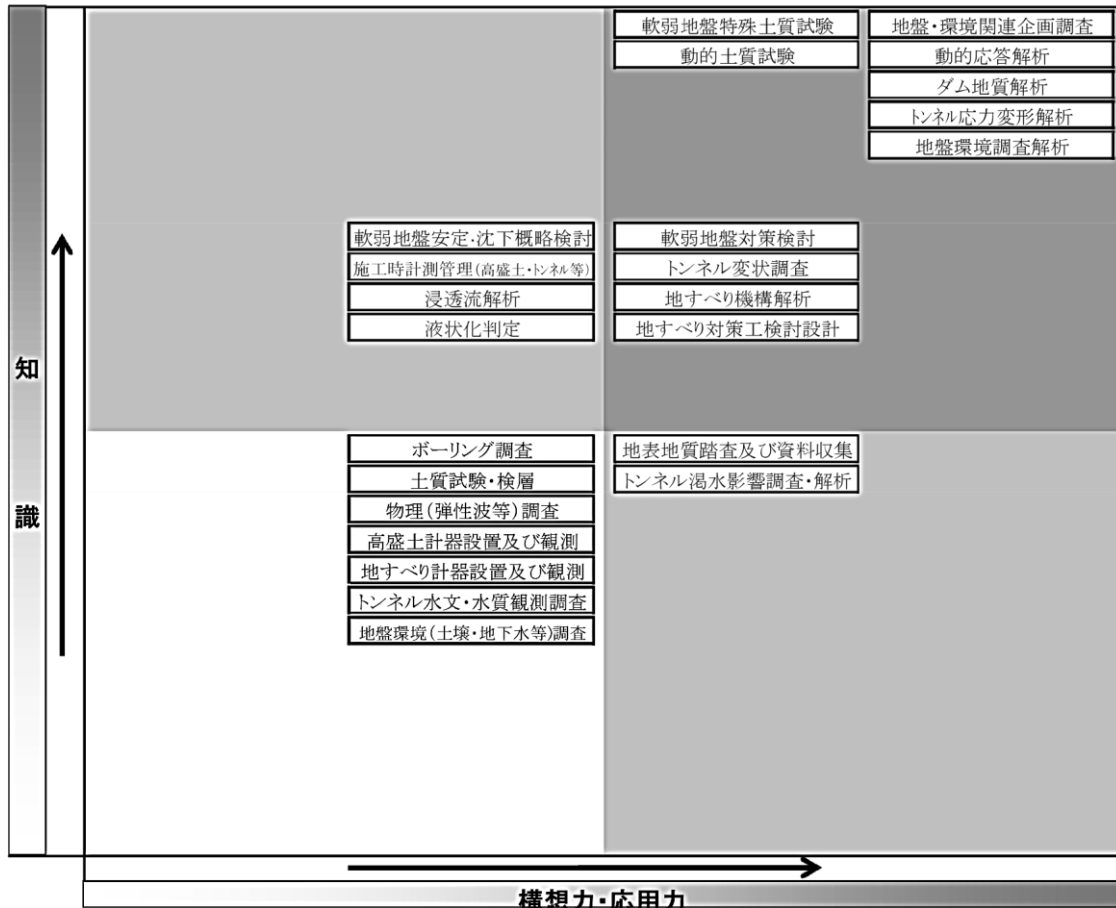 軟弱地盤特殊土質試験
動的土質試験
地盤・環境関連企画調査
動的応答解析
ダム地質解析
トンネル応力変形解析
地盤環境調査解析
軟弱地盤安定・沈下概略検討
施工時計測管理(高盛土・トンネル等)
浸透流解析
液状化判定
軟弱地盤対策検討
トンネル変状調査
地すべり機構解析
地すべり対策工検討設計
知識
ボーリング調査
土質試験・検層
物理(弾性波等)調査
高盛土計器設置及び観測
地すべり計器設置及び観測
トンネル水文・水質観測調査
地盤環境(土壌・地下水等)調査
地表地質踏査及び資料収集
トンネル渇水影響調査・解析
構想力・応用力